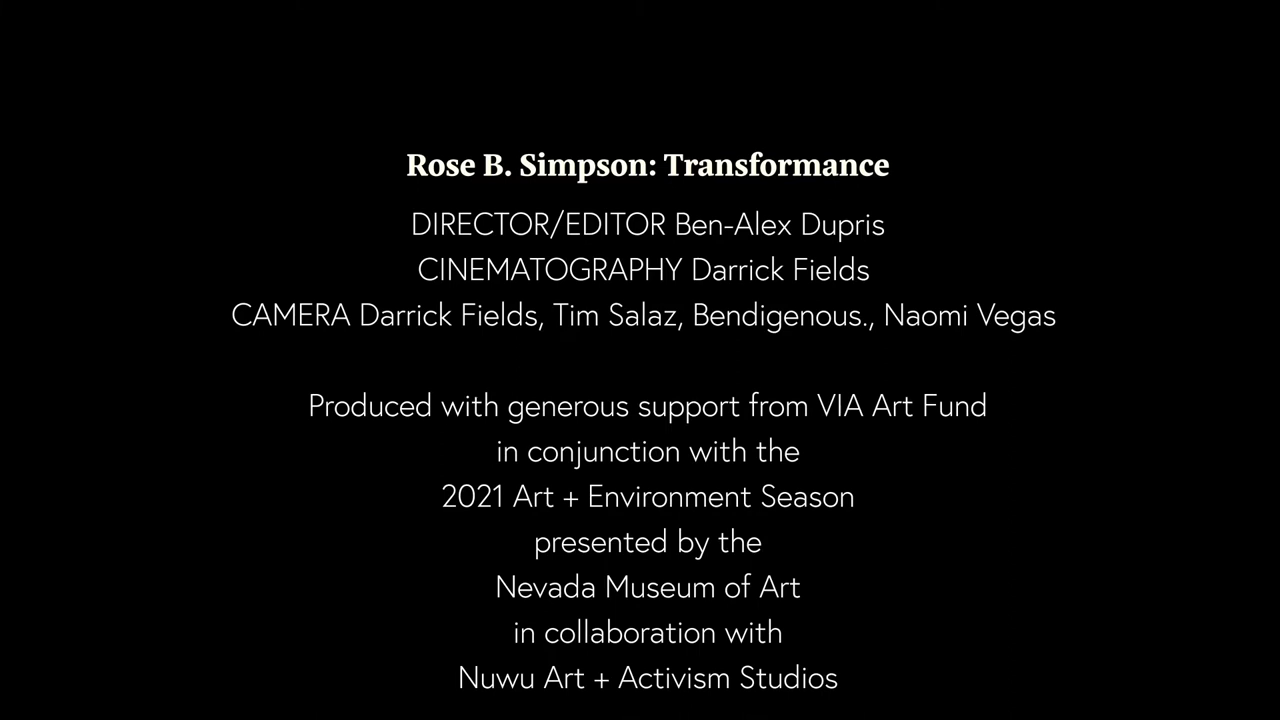 Rose B. Simpson: Transformance
DIRECTOR/EDITOR Ben-Alex Dupris
CINEMATOGRAPHY Darrick Fields
CAMERA Darrick Fields, Tim Salaz, Bendigenous., Naomi Vegas
Produced with generous support from VIA Art Fund
in conjunction with the
2021 Art + Environment Season
presented by the
Nevada Museum of Art
in collaboration with
Nuwu Art + Activism Studios